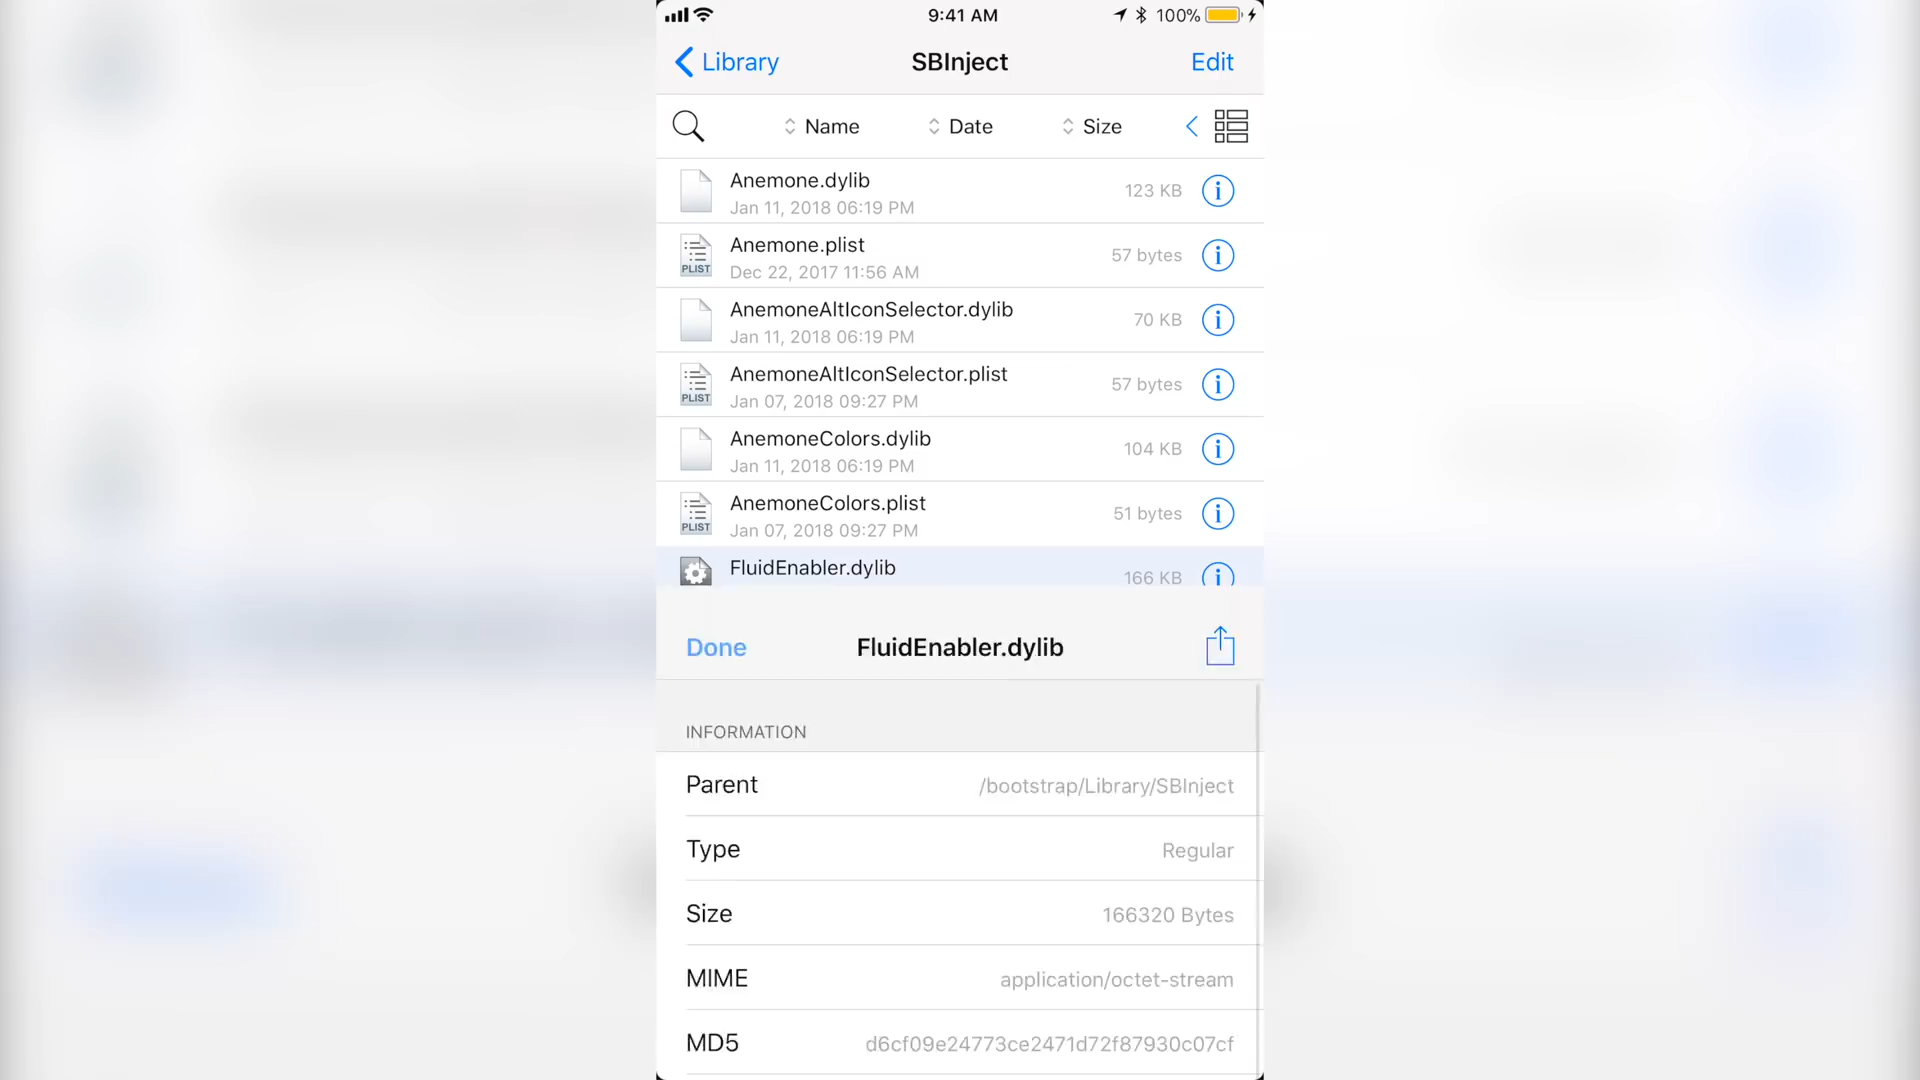 9:41 AM
100%
Library
SBInject
Edit
Name
Date
Size
Anemone.dylib
Jan 11, 2018 06:19 PM
123 KB
PLIST
Anemone.plist
Dec 22, 2017 11:56 AM
57 bytes
AnemoneAltIconSelector.dylib
Jan 11, 2018 06:19 PM
70 KB
PLIST
AnemoneAltIconSelector.plist
Jan 07, 2018 09:27 PM
57 bytes
AnemoneColors.dylib
Jan 11, 2018 06:19 PM
104 KB
PLIST
AnemoneColors.plist
Jan 07, 2018 09:27 PM
51 bytes
FluidEnabler.dylib
166 KB
Done
FluidEnabler.dylib
INFORMATION
Parent
/bootstrap/Library/SBInject
Type
Regular
Size
166320 Bytes
MIME
application/octet-stream
MD5
d6cf09e24773ce2471d72f87930c07cf